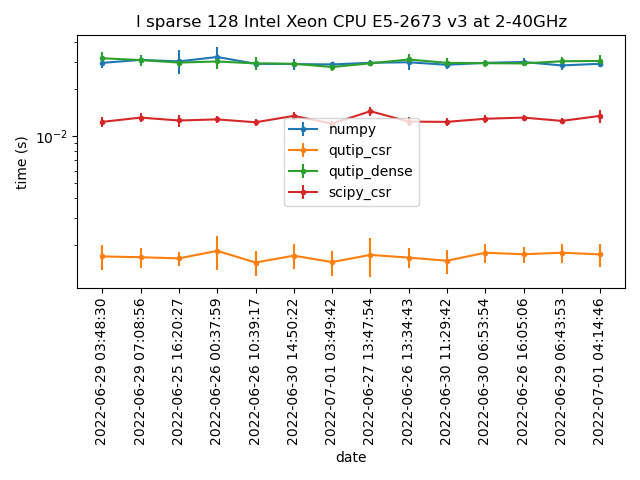 l sparse 128 Intel Xeon CPU E5-2673 v3 at 2-40GHz
time (s)
10⁻²
numpy
qutip_csr
qutip_dense
scipy_csr
2022-06-29 03:48:30
2022-06-29 07:08:56
2022-06-25 16:20:27
2022-06-26 00:37:59
2022-06-26 10:39:17
2022-06-30 14:50:22
2022-07-01 03:49:42
2022-06-27 13:47:54
2022-06-26 13:34:43
2022-06-30 11:29:42
2022-06-30 06:53:54
2022-06-26 16:05:06
2022-06-29 06:43:53
2022-07-01 04:14:46
date